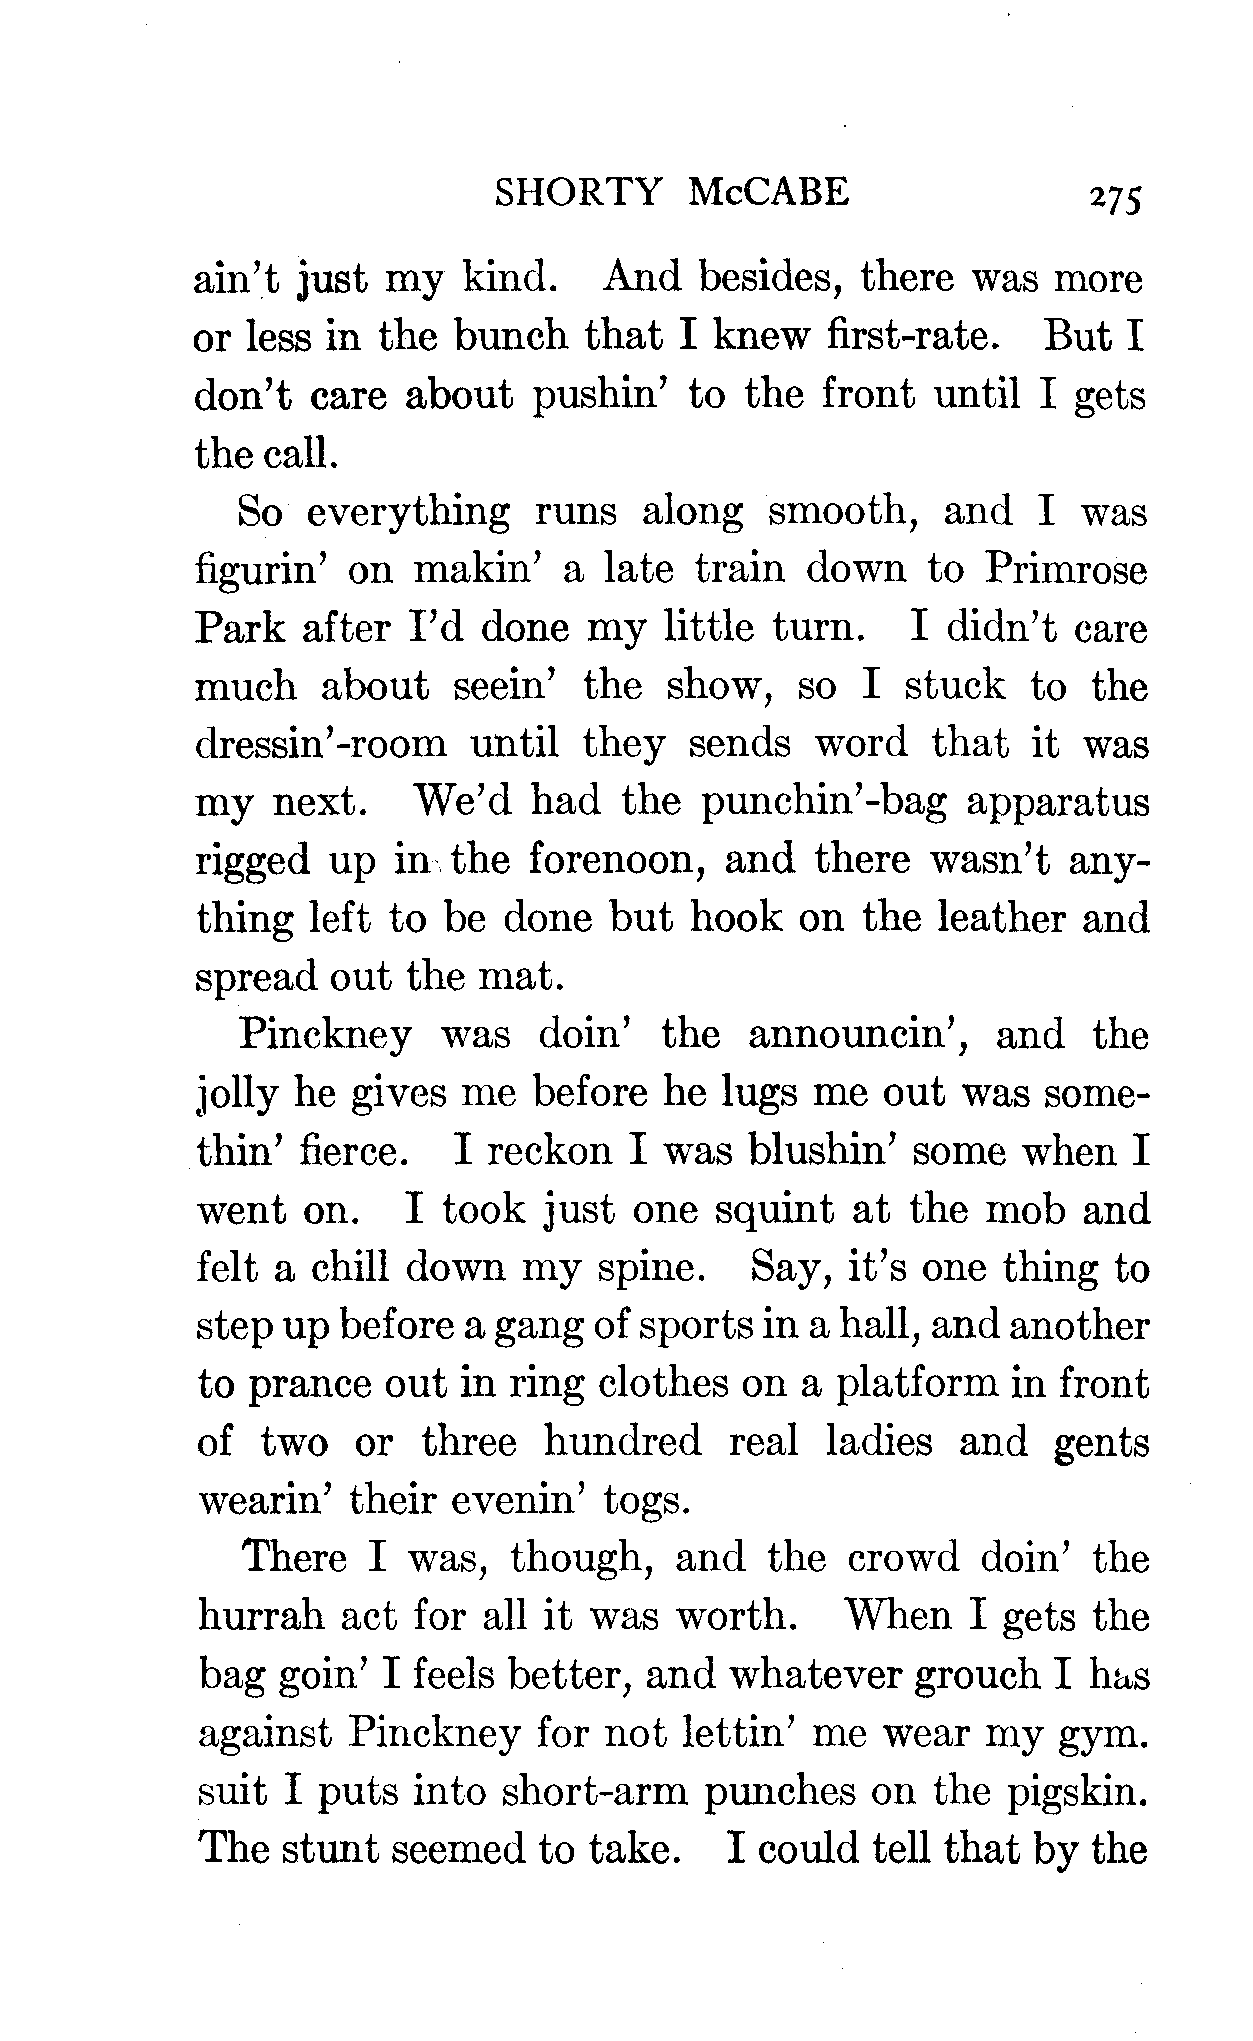 SHORTY McCABE 275
ain't just my kind. And besides, there was more
or less in the bunch that I knew first-rate. But I
don't care about pushin' to the front until I gets
the call.
So everything runs along smooth, and I was
figurin' on makin' a late train down to Primrose
Park after I'd done my little turn. I didn't care
much about seein' the show, so I stuck to the
dressin'-room until they sends word that it was
my next. We'd had the punchin'-bag apparatus
rigged up in the forenoon, and there wasn't any-
thing left to be done but hook on the leather and
spread out the mat.
Pinckney was doin' the announcin', and the
jolly he gives me before he lugs me out was some-
thin' fierce. I reckon I was blushin' some when I
went on. I took just one squint at the mob and
felt a chill down my spine. Say, it's one thing to
step up before a gang of sports in a hall, and another
to prance out in ring clothes on a platform in front
of two or three hundred real ladies and gents
wearin' their evenin' togs.
There I was, though, and the crowd doin' the
hurrah act for all it was worth. When I gets the
bag goin' I feels better, and whatever grouch I has
against Pinckney for not lettin' me wear my gym.
suit I puts into short-arm punches on the pigskin.
The stunt seemed to take. I could tell that by the